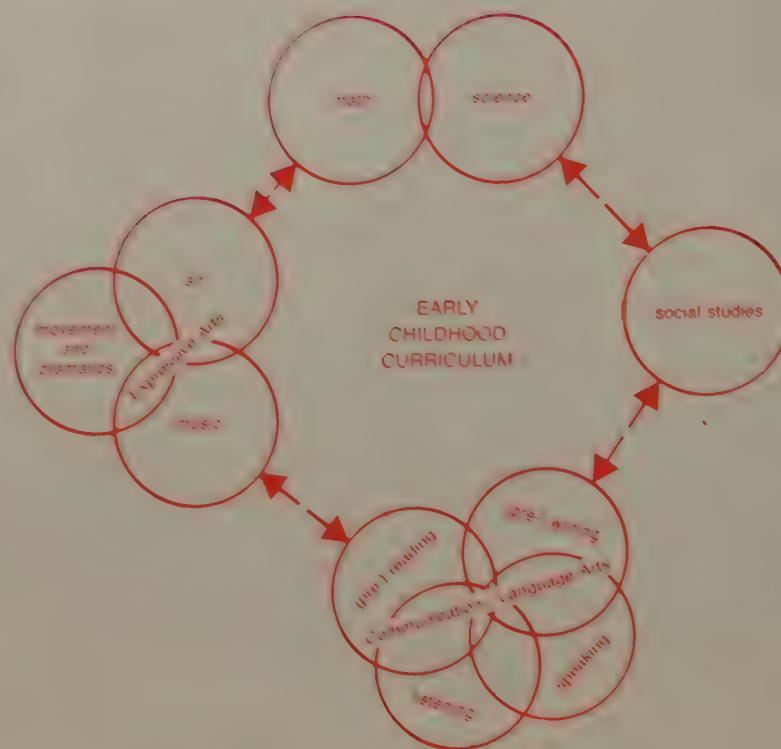 math
science
art
EARLY
CHILDHOOD
CURRICULUM
social studies
movement
and
dramatics
Expressive Arts
music
(pre-) writing
(pre-) reading
Communication: Language Arts
speaking
listening